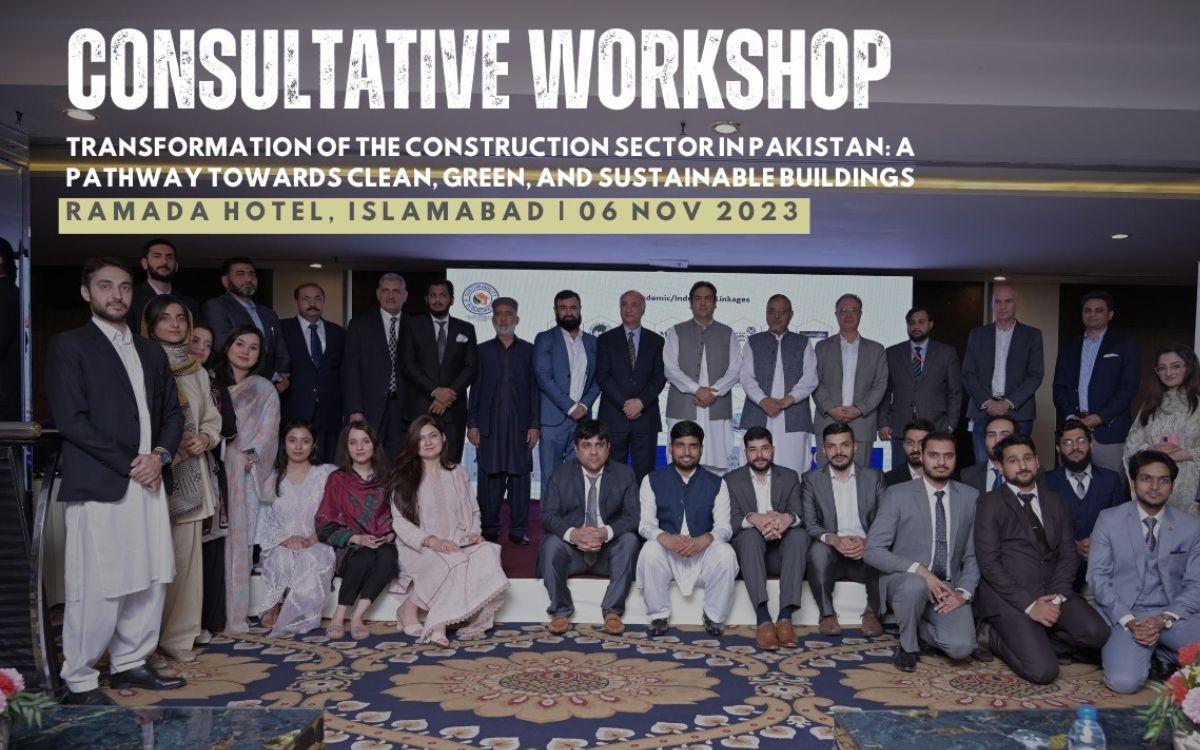 CONSULTATIVE WORKSHOP
TRANSFORMATION OF THE CONSTRUCTION SECTOR IN PAKISTAN: A
PATHWAY TOWARDS CLEAN, GREEN, AND SUSTAINABLE BUILDINGS
RAMADA HOTEL, ISLAMABAD | 06 NOV 2023
Linkages